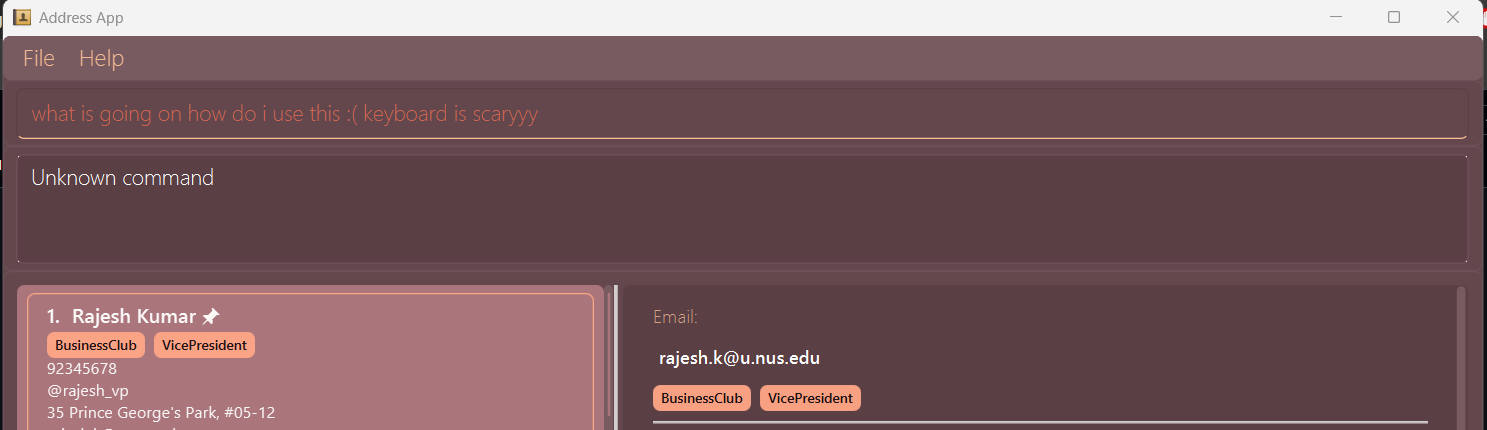 Address App
File Help
what is going on how do i use this :( keyboard is scaryyy
Unknown command
1. Rajesh Kumar
BusinessClub VicePresident
92345678
@rajesh_vp
35 Prince George's Park, #05-12
Email:
rajesh.k@u.nus.edu
BusinessClub VicePresident